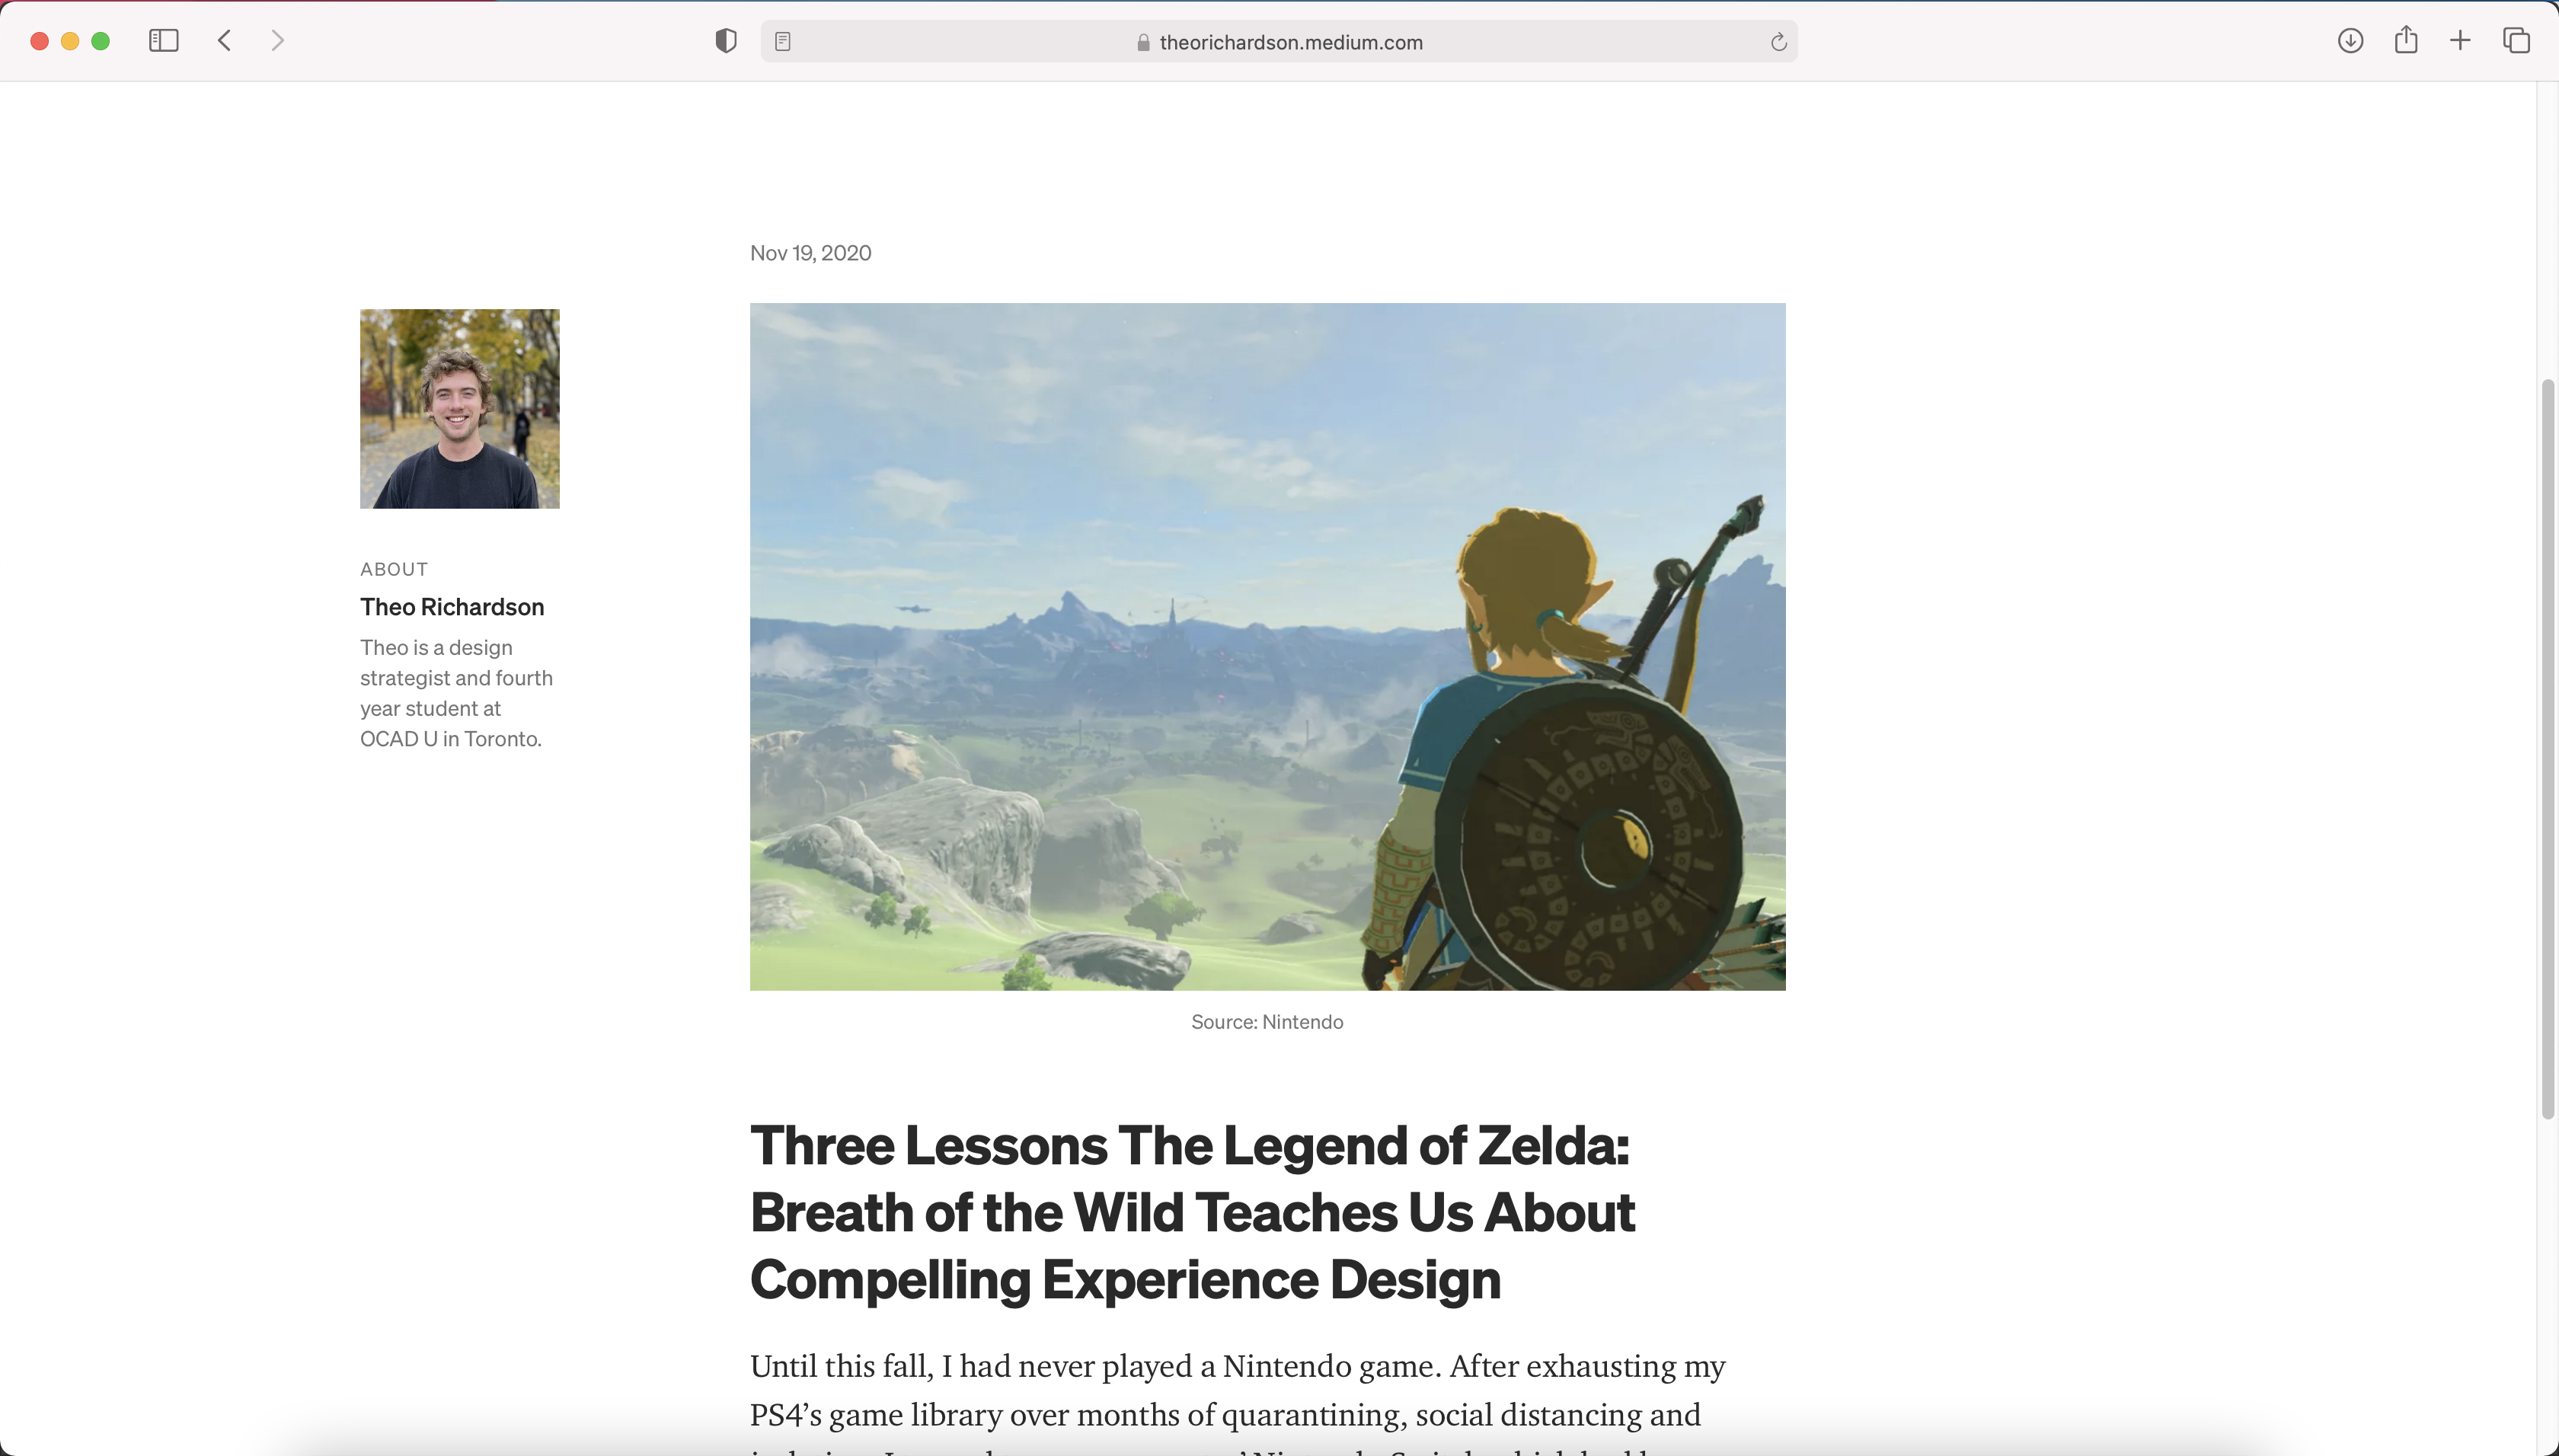 theorichardson.medium.com
Nov 19, 2020
ABOUT
Theo Richardson
Theo is a design
strategist and fourth
year student at
OCAD U in Toronto.
Source: Nintendo
Three Lessons The Legend of Zelda:
Breath of the Wild Teaches Us About
Compelling Experience Design
Until this fall, I had never played a Nintendo game. After exhausting my
PS4’s game library over months of quarantining, social distancing and